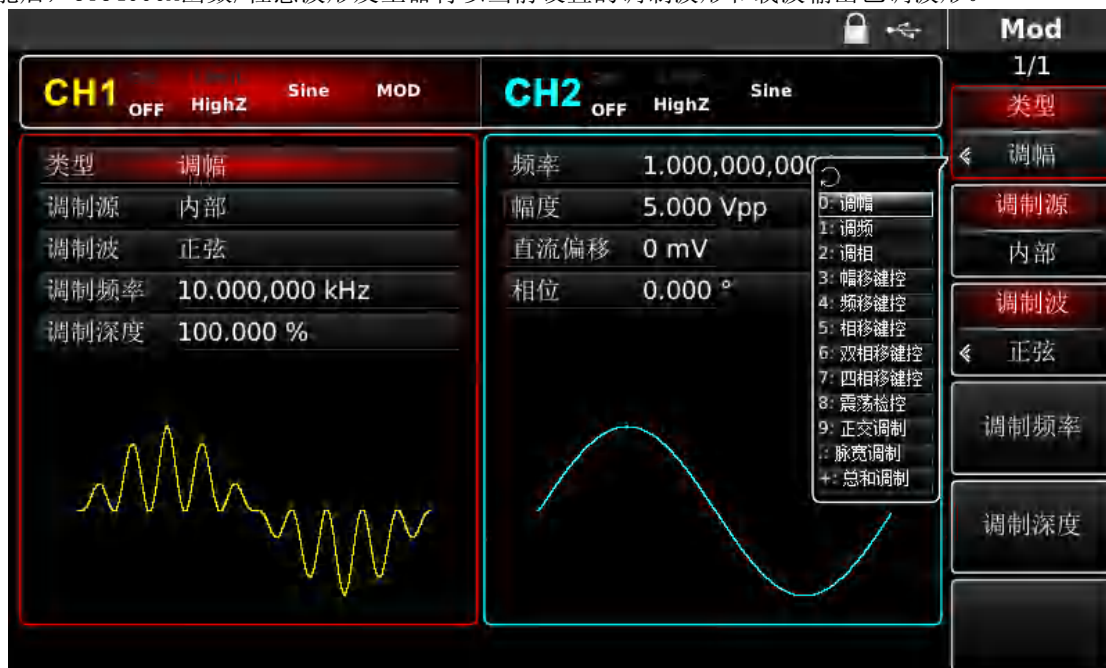 Mod
1/1
CH1 OFF HighZ Sine MOD
CH2 OFF HighZ Sine
类型
调幅
类型 调幅
调制源 内部
调制波 正弦
调制频率 10.000,000 kHz
调制深度 100.000 %
频率 1.000,000,00
幅度 5.000 Vpp
直流偏移 0 mV
相位 0.000 °
0: 调幅
1: 调频
2: 调相
3: 幅移键控
4: 频移键控
5: 相移键控
6: 双相移键控
7: 四相移键控
8: 震荡检控
9: 正交调制
.: 脉宽调制
+: 总和调制
调制源
内部
调制波
正弦
调制频率
调制深度